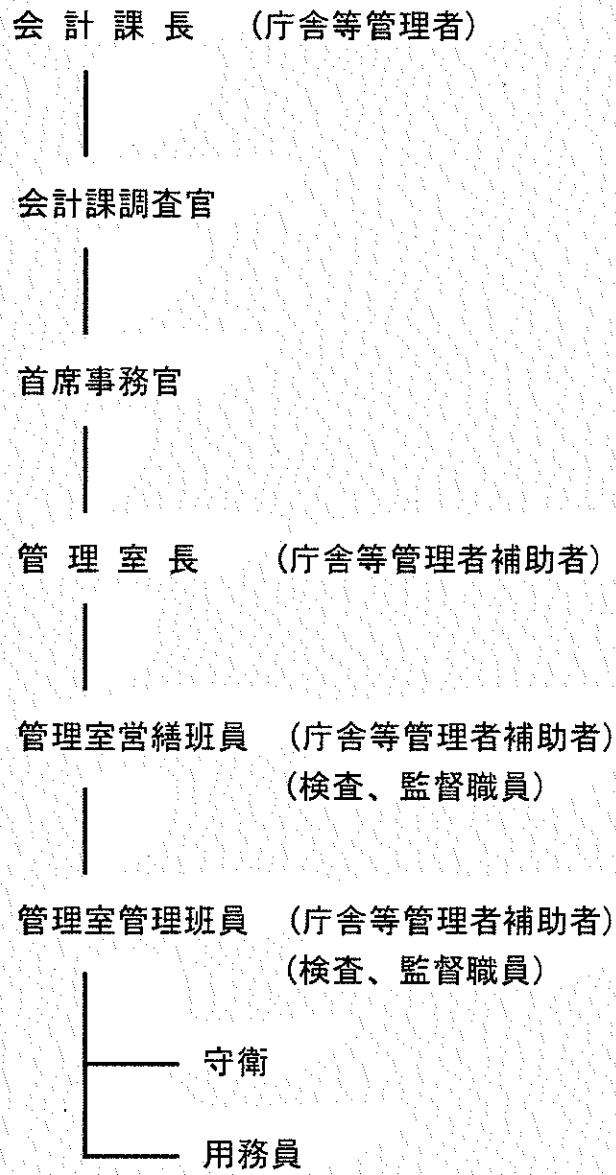 会計課長 (庁舎等管理者)
会計課調査官
首席事務官
管理室長 (庁舎等管理者補助者)
管理室営繕班員 (庁舎等管理者補助者)
(検査、監督職員)
管理室管理班員 (庁舎等管理者補助者)
(検査、監督職員)
守衛
用務員